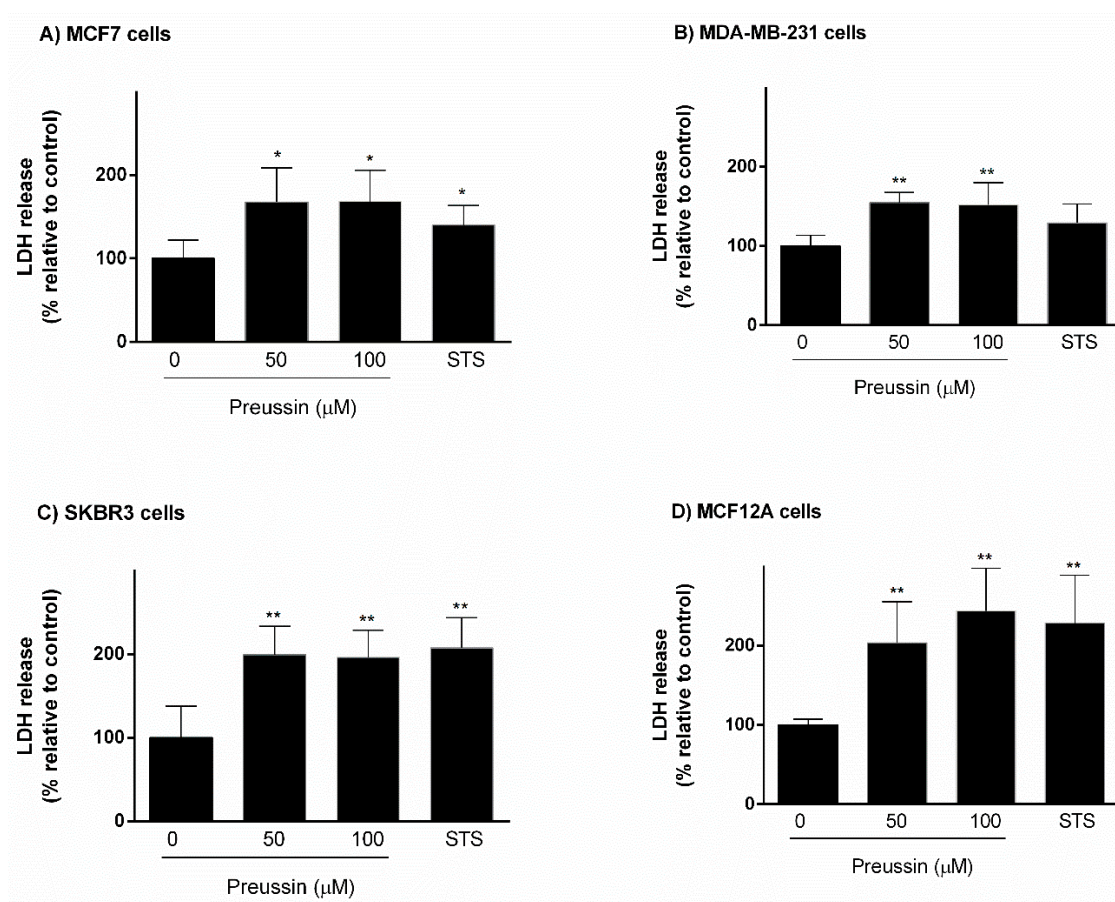 A) MCF7 cells
LDH release
(% relative to control)
200
100
0
*
*
*
0 50 100 STS
Preussin (μM)
B) MDA-MB-231 cells
LDH release
(% relative to control)
200
100
0
**
**
0 50 100 STS
Preussin (μM)
C) SKBR3 cells
LDH release
(% relative to control)
200
100
0
**
**
**
0 50 100 STS
Preussin (μM)
D) MCF12A cells
LDH release
(% relative to control)
200
100
0
**
**
**
0 50 100 STS
Preussin (μM)